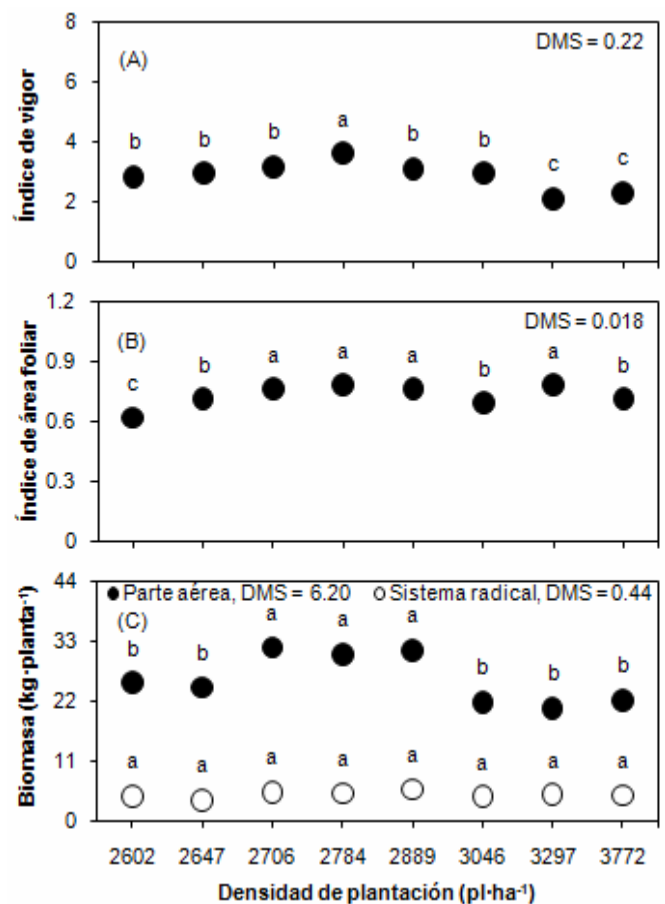 8
DMS = 0.22
(A)
6
a
b b b b b
4
c c
2
0
Índice de vigor
1.2
DMS = 0.018
(B)
0.9
a a a a
b b b
c
0.6
0.3
0
Índice de área foliar
44
Parte aérea, DMS = 6.20 Sistema radical, DMS = 0.44
(C)
a a a
33
b b
b b b
22
11
a a a a a a a a
0
Biomasa (kg·planta-¹)
2602 2647 2706 2784 2889 3046 3297 3772
Densidad de plantación (pl·ha-¹)